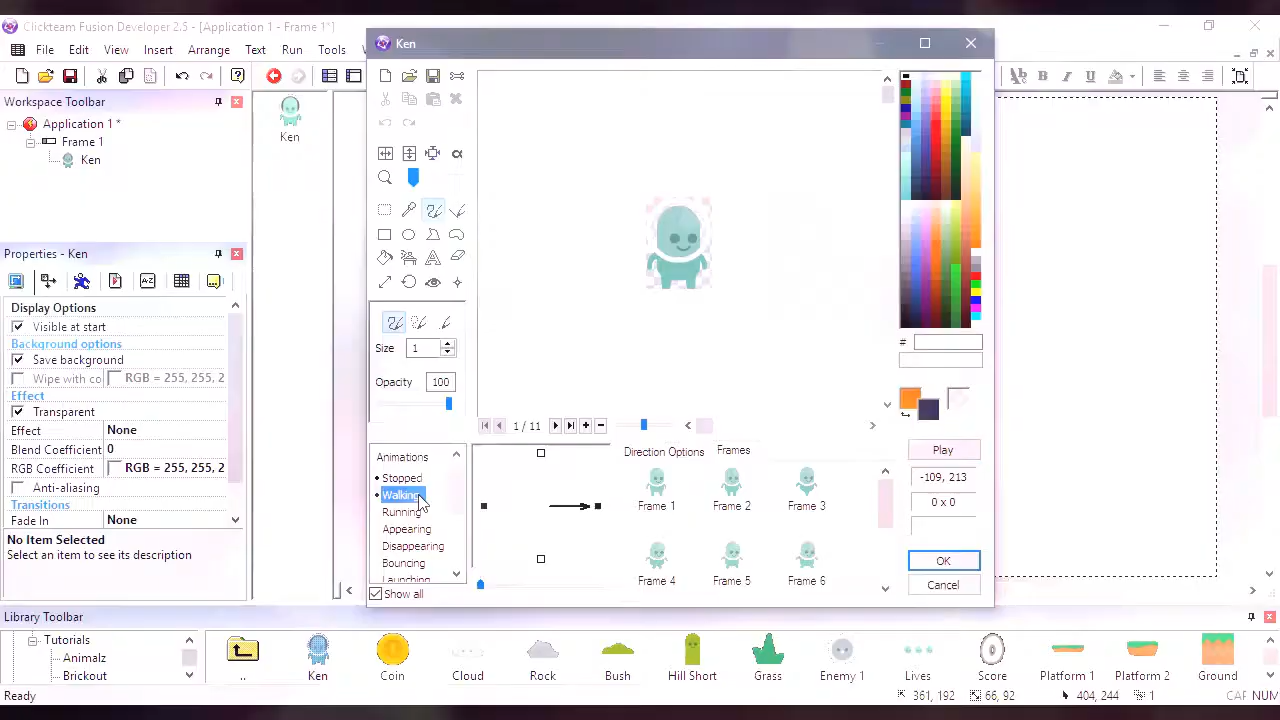 Clickteam Fusion Developer 2.5 - [Application 1 - Frame 1*]
File Edit View Insert Arrange Text Run Tools
Workspace Toolbar
Application 1 *
Frame 1
Ken
Ken
Properties - Ken
Display Options
Visible at start
Background options
Save background
Wipe with co RGB = 255, 255, 2
Effect
Transparent
Effect None
Blend Coefficient 0
RGB Coefficient RGB = 255, 255, 2
Anti-aliasing
Transitions
Fade In None
No Item Selected
Select an item to see its description
Ken
Size 1
Opacity 100
1 / 11
#
Animations
Stopped
Walking
Running
Appearing
Disappearing
Bouncing
Launching
Show all
Direction Options Frames
Frame 1 Frame 2 Frame 3
Frame 4 Frame 5 Frame 6
Play
-109, 213
0 x 0
OK
Cancel
Library Toolbar
Tutorials
Animalz
Brickout
.. Ken Coin Cloud Rock Bush Hill Short Grass Enemy 1 Lives Score Platform 1 Platform 2 Ground
Ready 361, 192 66, 92 404, 244 1 CAP NUM